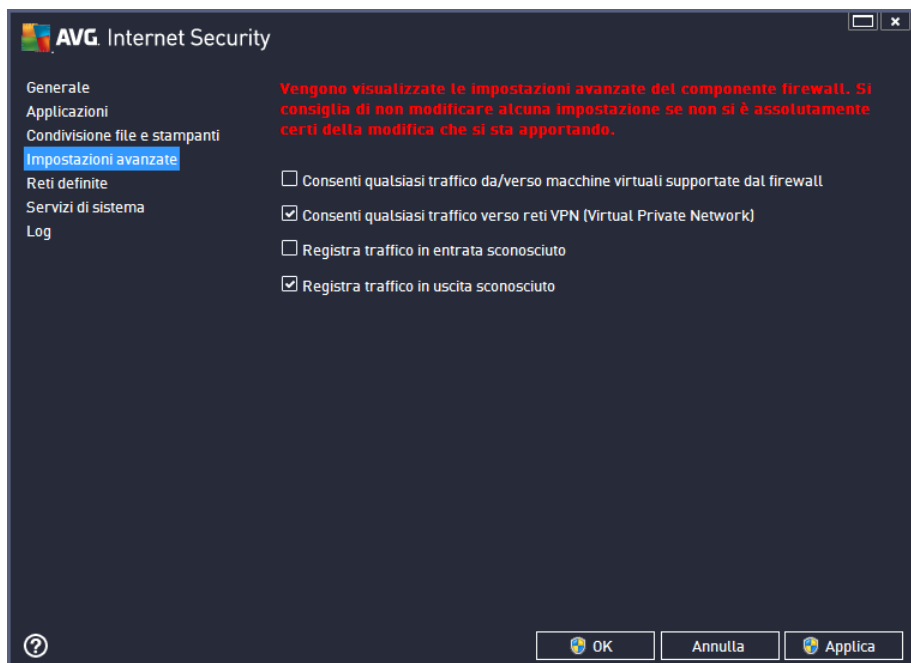 AVG. Internet Security
Generale
Applicazioni
Condivisione file e stampanti
Impostazioni avanzate
Reti definite
Servizi di sistema
Log
Vengono visualizzate le impostazioni avanzate del componente firewall. Si
consiglia di non modificare alcuna impostazione se non si è assolutamente
certi della modifica che si sta apportando.
Consenti qualsiasi traffico da/verso macchine virtuali supportate dal firewall
Consenti qualsiasi traffico verso reti VPN (Virtual Private Network)
Registra traffico in entrata sconosciuto
Registra traffico in uscita sconosciuto
OK
Annulla
Applica